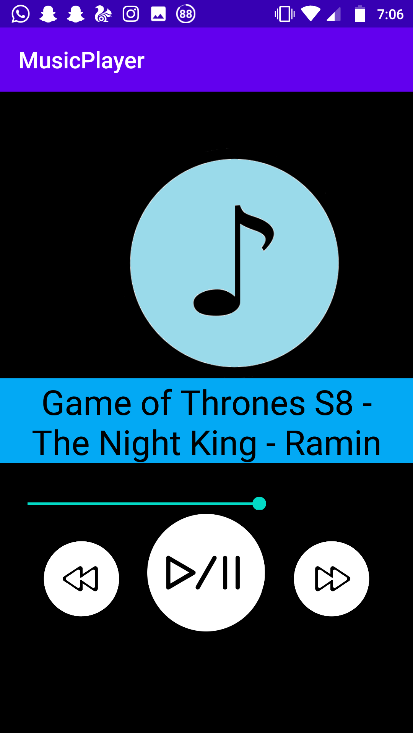 88
7:06
MusicPlayer
Game of Thrones S8 -
The Night King - Ramin